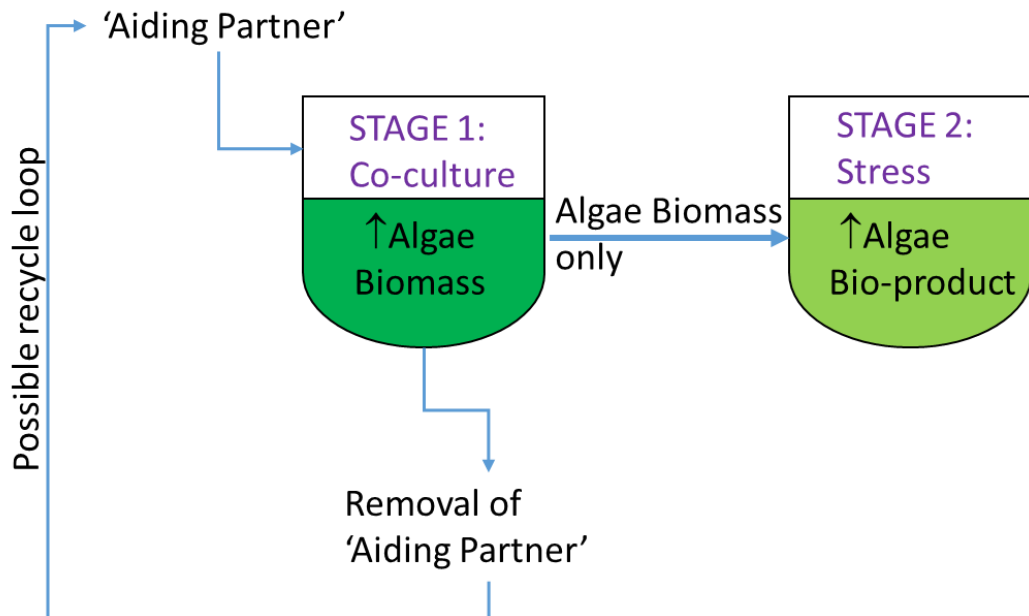 ‘Aiding Partner’
STAGE 1:
Co-culture
↑Algae
Biomass
Algae Biomass
only
STAGE 2:
Stress
↑Algae
Bio-product
Possible recycle loop
Removal of
‘Aiding Partner’